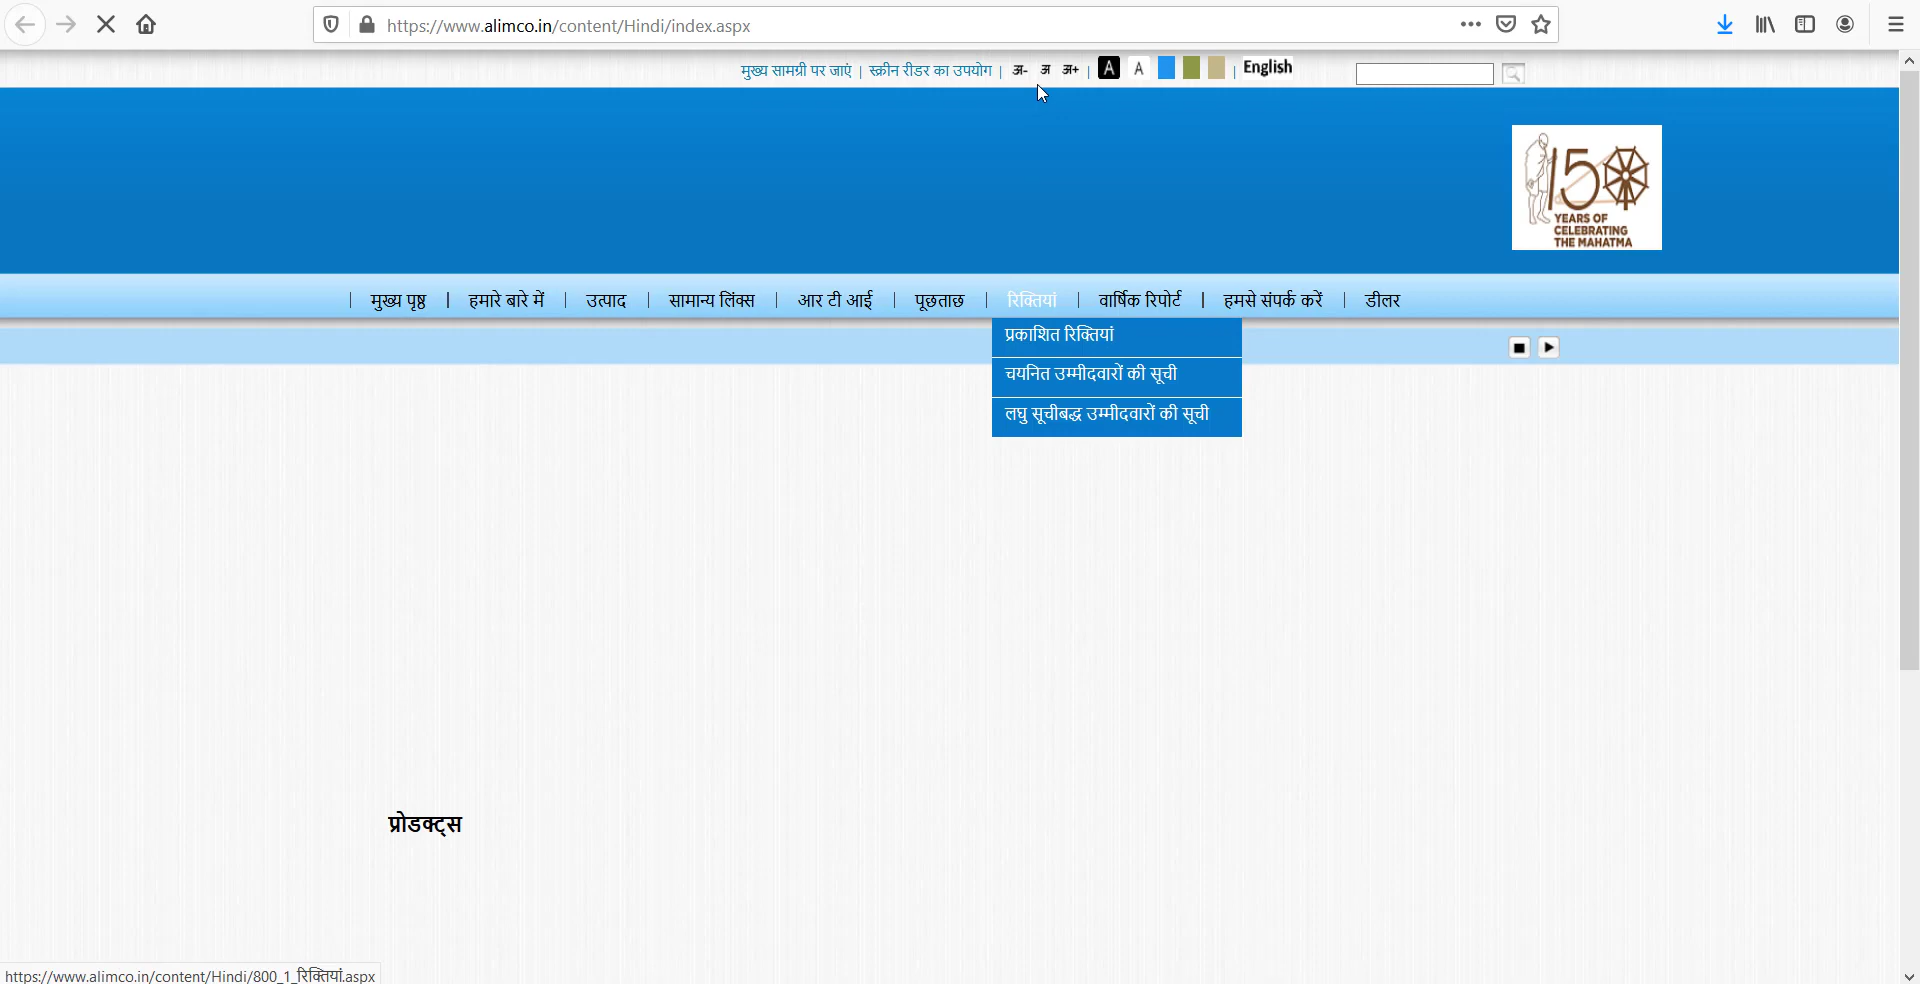 https://www.alimco.in/content/Hindi/index.aspx
मुख्य सामग्री पर जाएं | स्क्रीन रीडर का उपयोग | अ- अ अ+ | A A | English
150
YEARS OF
CELEBRATING
THE MAHATMA
| मुख्य पृष्ठ | हमारे बारे में | उत्पाद | सामान्य लिंक्स | आर टी आई | पूछताछ | रिक्तियां | वार्षिक रिपोर्ट | हमसे संपर्क करें | डीलर
प्रकाशित रिक्तियां
चयनित उम्मीदवारों की सूची
लघु सूचीबद्ध उम्मीदवारों की सूची
प्रोडक्ट्स
https://www.alimco.in/content/Hindi/800_1_रिक्तियां.aspx